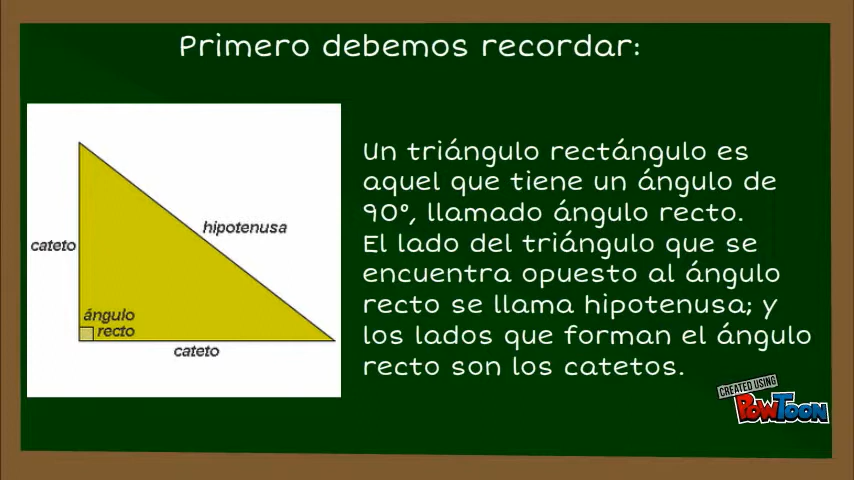 Primero debemos recordar:
cateto
hipotenusa
ángulo
recto
cateto
Un triángulo rectángulo es
aquel que tiene un ángulo de
90°, llamado ángulo recto.
El lado del triángulo que se
encuentra opuesto al ángulo
recto se llama hipotenusa; y
los lados que forman el ángulo
recto son los catetos.
CREATED USING
POWTOON